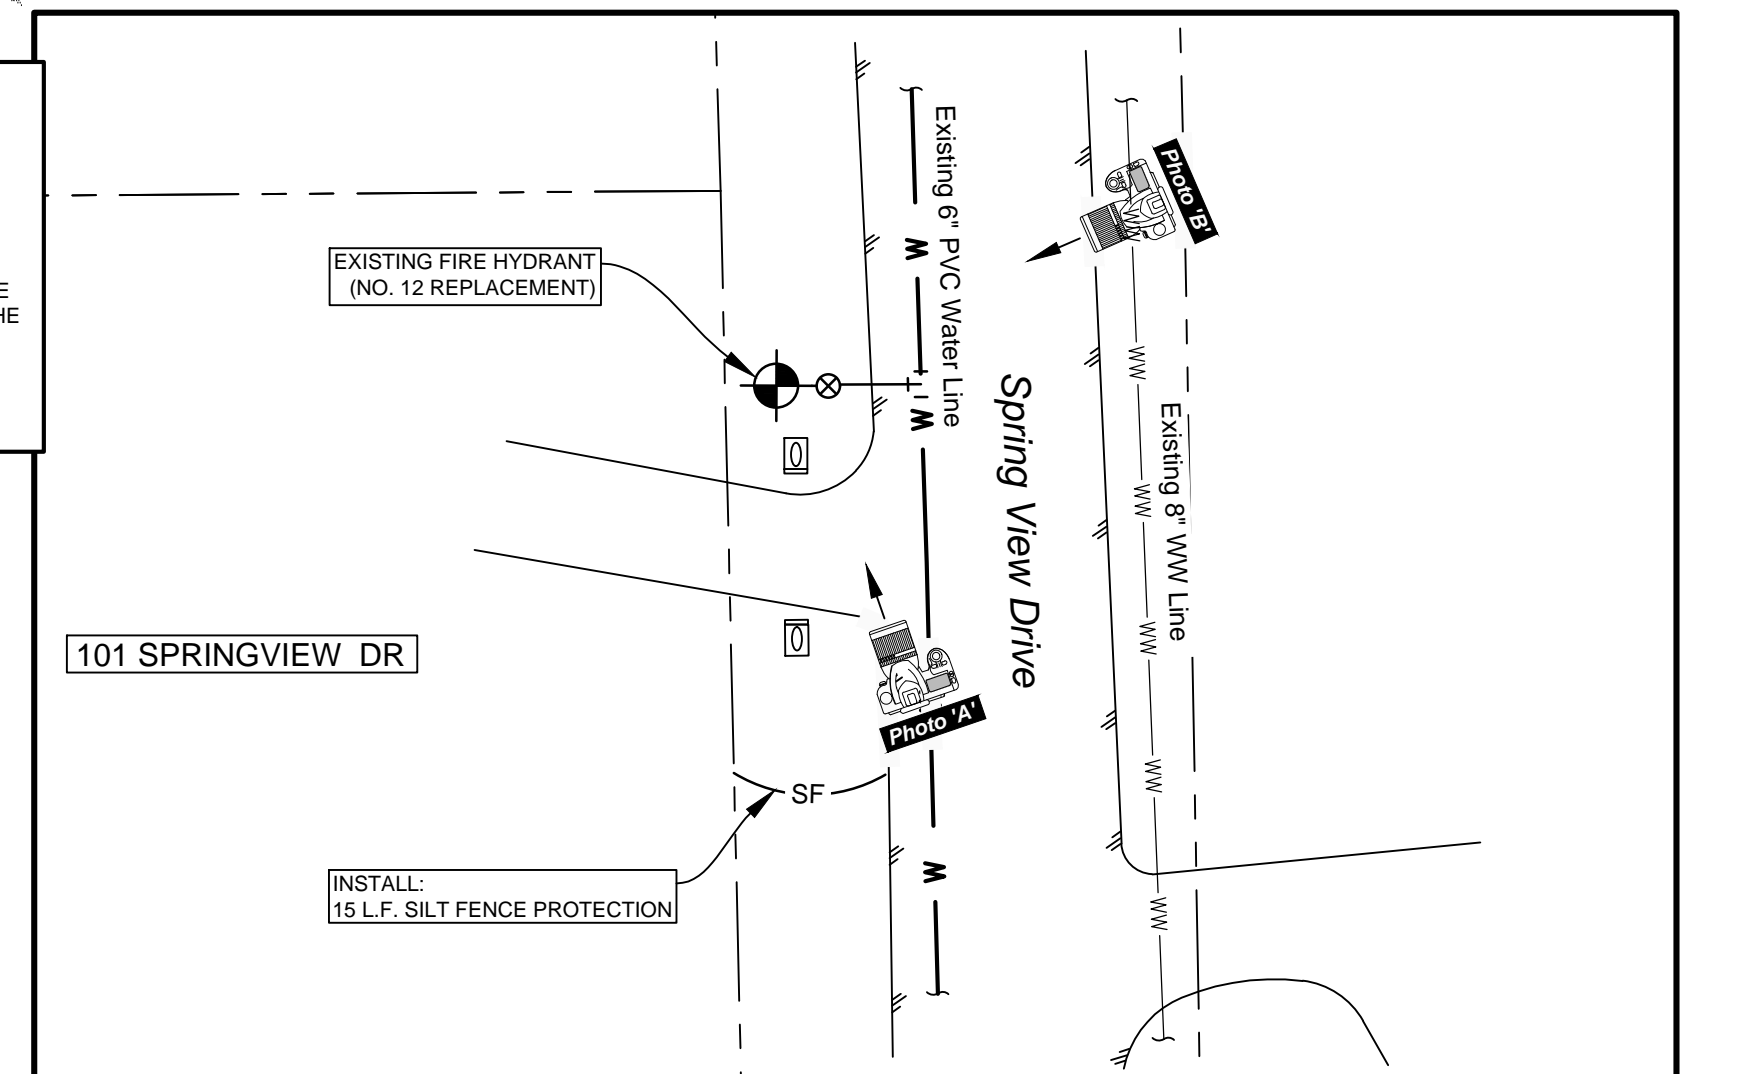 E
HE
EXISTING FIRE HYDRANT
(NO. 12 REPLACEMENT)
Existing 6" PVC Water Line
W
W
W
Photo 'B'
Spring View Drive
Existing 8" WW Line
WW
WW
WW
WW
WW
WW
101 SPRINGVIEW DR
Photo 'A'
SF
INSTALL:
15 L.F. SILT FENCE PROTECTION